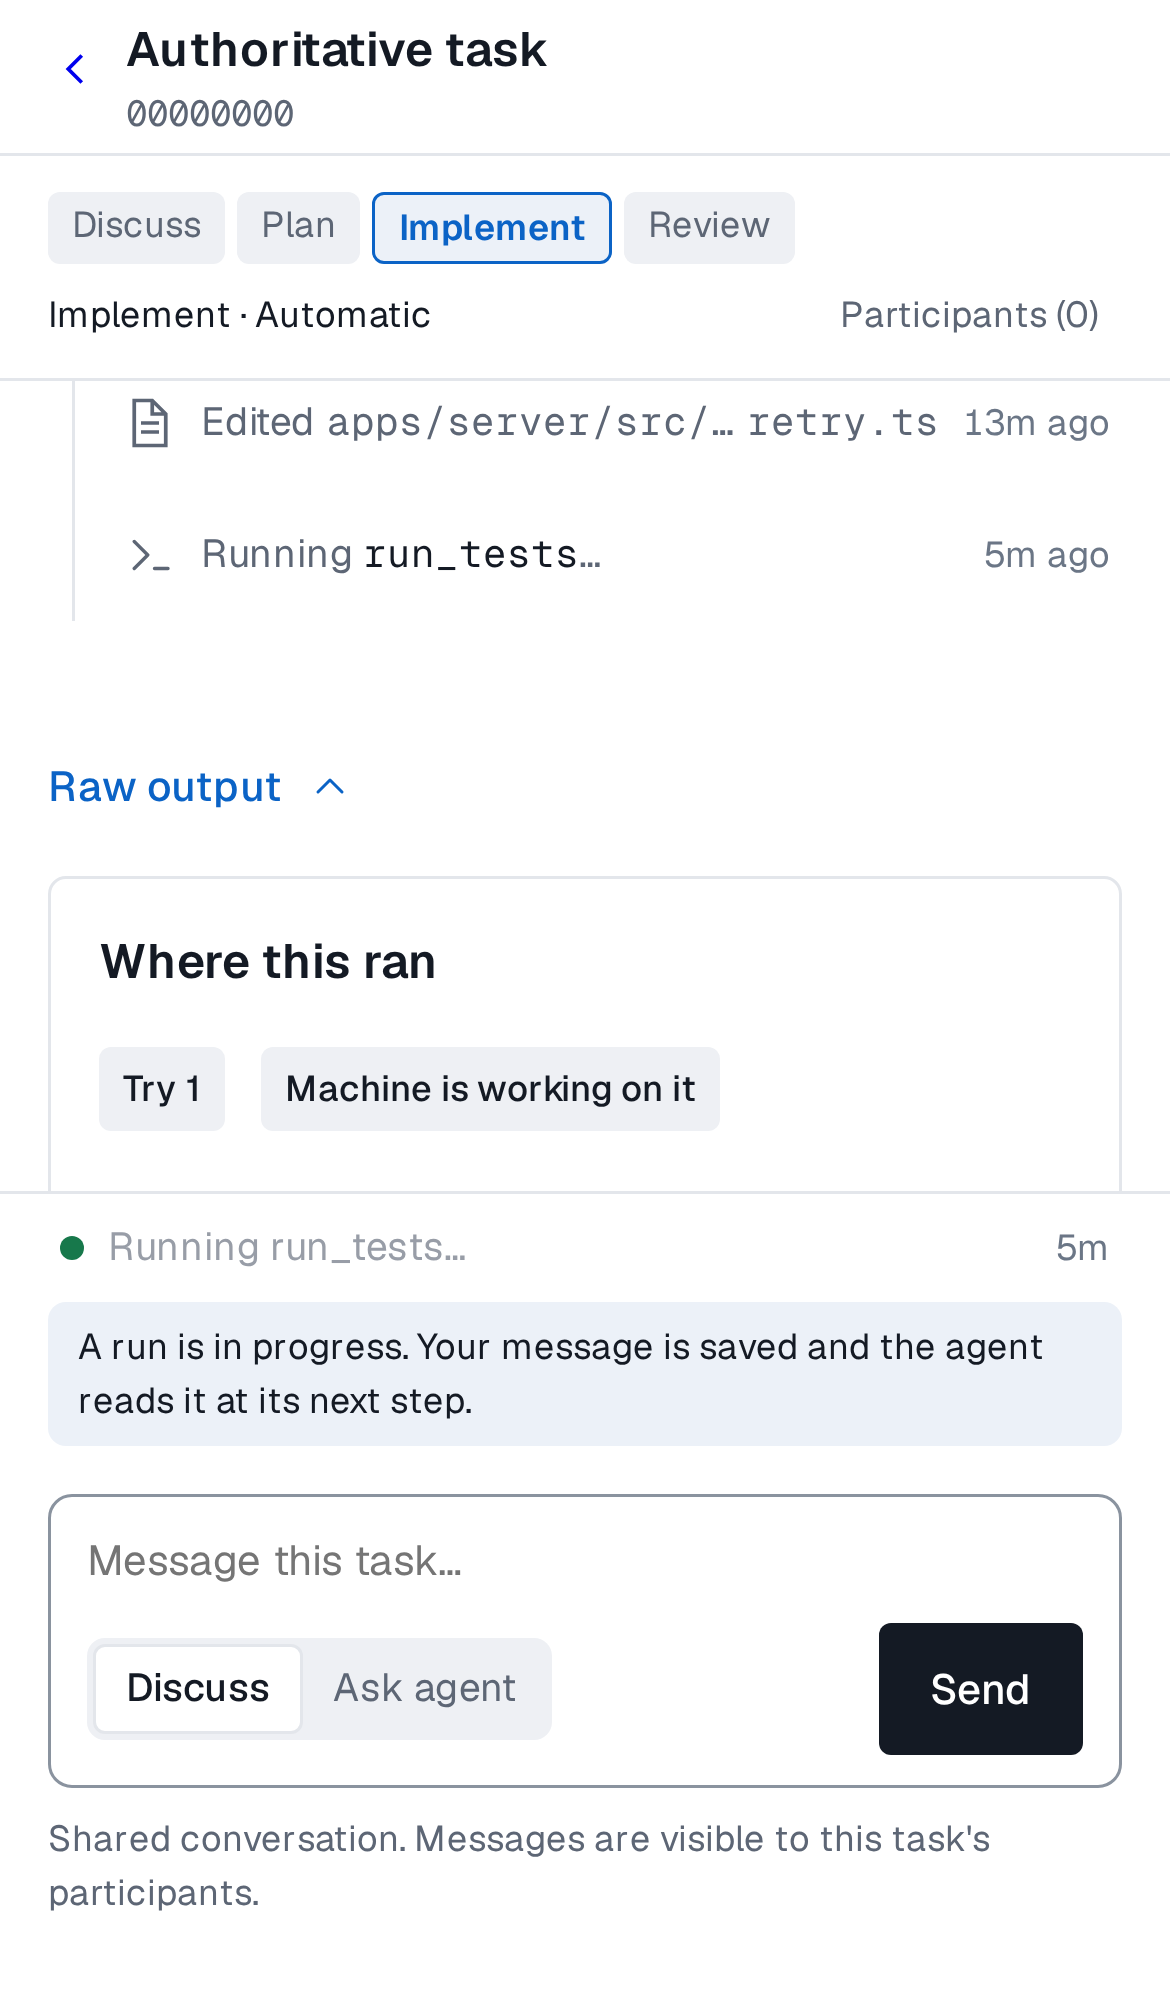 Authoritative task
00000000
Discuss Plan Implement Review
Implement · Automatic Participants (0)
Edited apps/server/src/… retry.ts 13m ago
Running run_tests… 5m ago
Raw output
Where this ran
Try 1 Machine is working on it
Running run_tests… 5m
A run is in progress. Your message is saved and the agent
reads it at its next step.
Message this task…
Discuss Ask agent Send
Shared conversation. Messages are visible to this task's
participants.